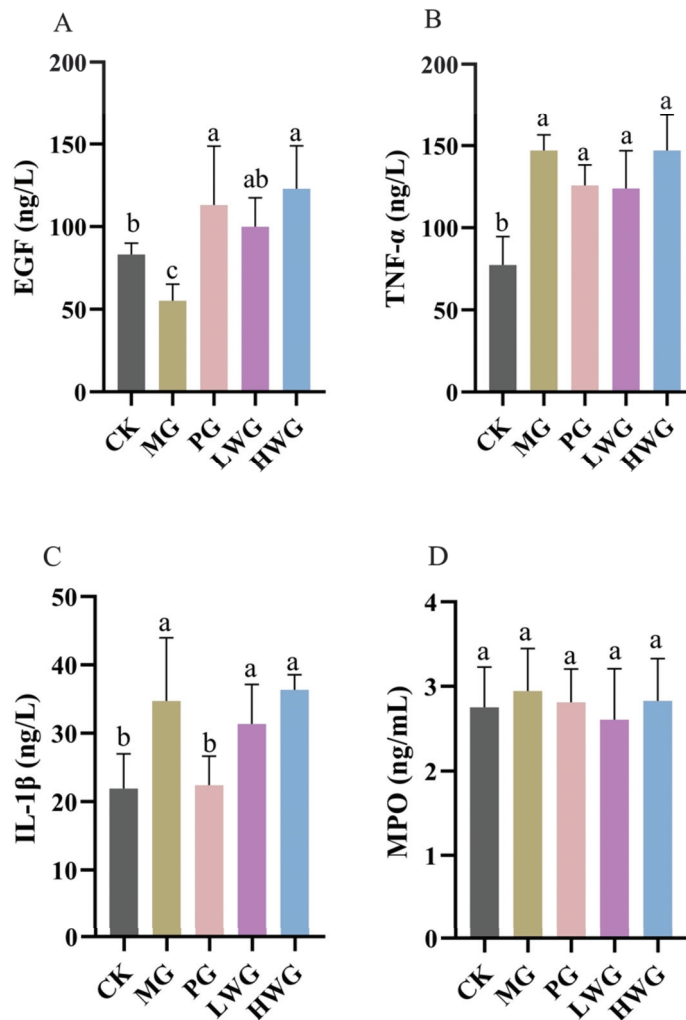 A
EGF (ng/L)
200
150
100
50
0
b
c
a
ab
a
CK
MG
PG
LWG
HWG
B
TNF-α (ng/L)
200
150
100
50
0
b
a
a
a
a
CK
MG
PG
LWG
HWG
C
IL-1β (ng/L)
50
40
30
20
10
0
b
a
b
a
a
CK
MG
PG
LWG
HWG
D
MPO (ng/mL)
4
3
2
1
0
a
a
a
a
a
CK
MG
PG
LWG
HWG